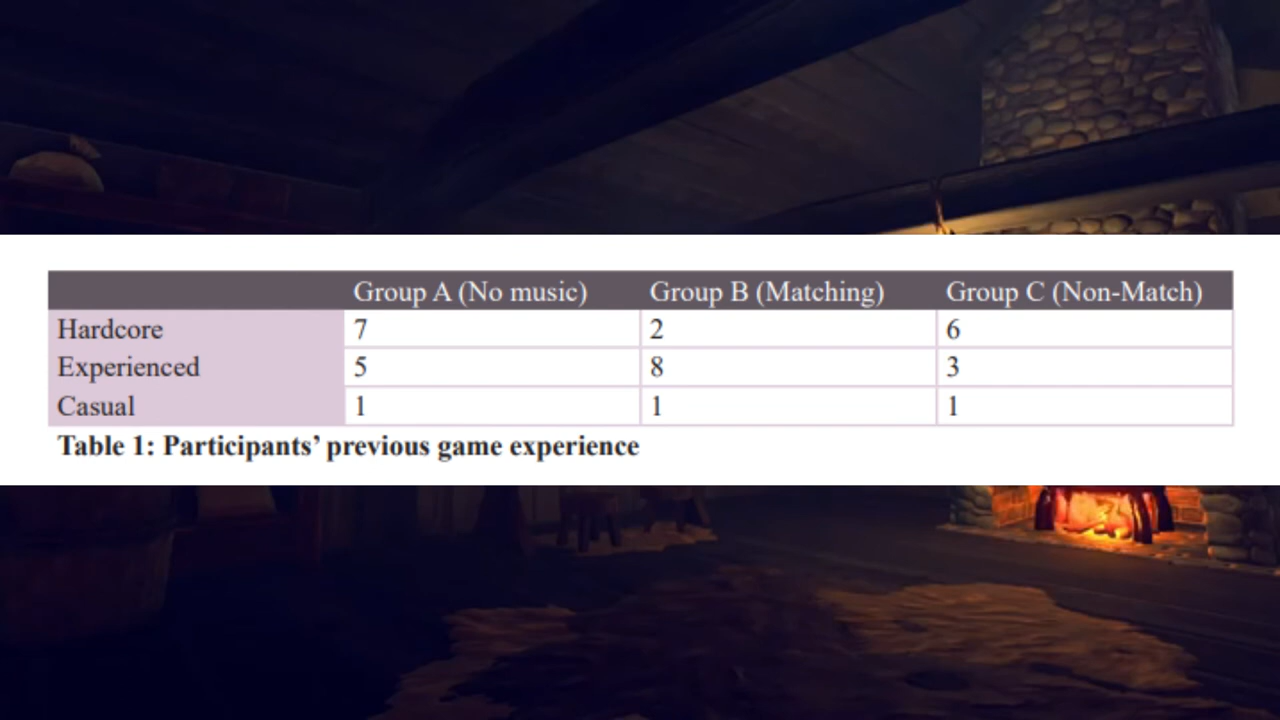 Group A (No music) Group B (Matching) Group C (Non-Match)
Hardcore 7 2 6
Experienced 5 8 3
Casual 1 1 1
Table 1: Participants’ previous game experience